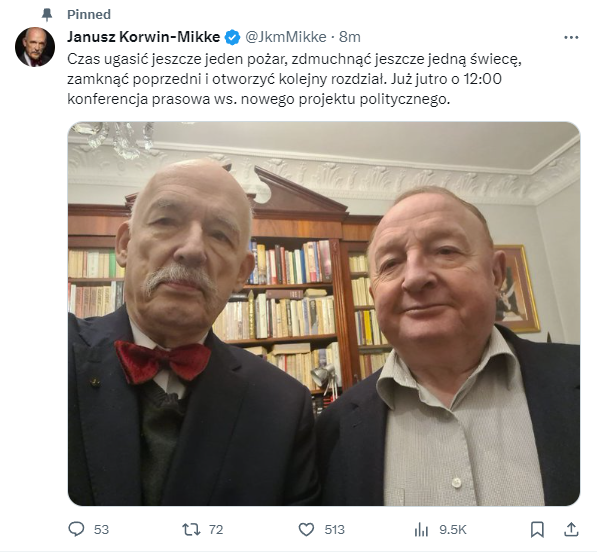 Pinned
Janusz Korwin-Mikke @JkmMikke · 8m
Czas ugasić jeszcze jeden pożar, zdmuchnąć jeszcze jedną świecę,
zamknąć poprzedni i otworzyć kolejny rozdział. Już jutro o 12:00
konferencja prasowa ws. nowego projektu politycznego.
53 72 513 9.5K